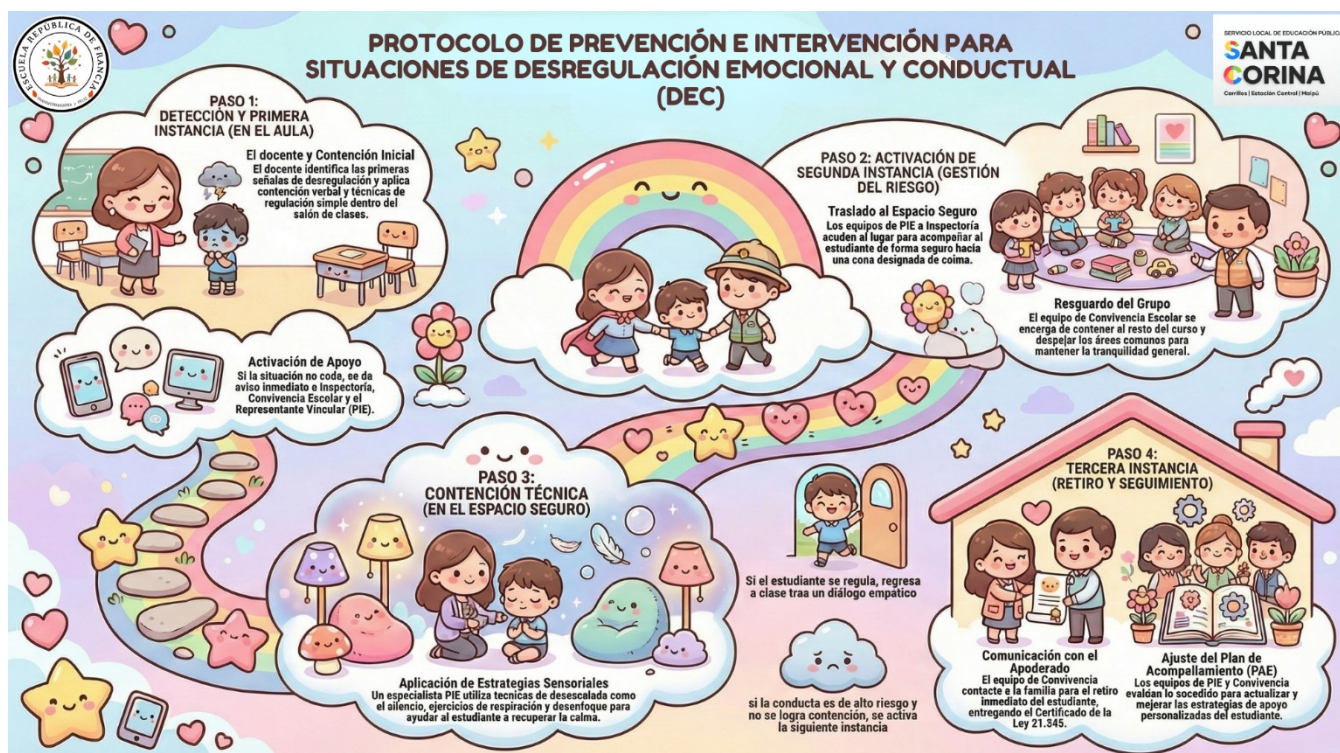 ESCUELA REPÚBLICA DE FRANCIA
PROTOCOLO DE PREVENCIÓN E INTERVENCIÓN PARA
SITUACIONES DE DESREGULACIÓN EMOCIONAL Y CONDUCTUAL
(DEC)
SERVICIO LOCAL DE EDUCACIÓN PÚBLICA
SANTA
CORINA
Cerrillos | Estación Central | Maipú
PASO 1:
DETECCIÓN Y PRIMERA
INSTANCIA (EN EL AULA)
El docente y Contención Inicial
El docente identifica las primeras
señalas de desregulación y aplica
contención verbal y técnicas de
regulación simple dentro del
salón de clases.
Activación de Apoyo
Si la situación no code, se da
aviso inmediato e Inspectoría,
Convivencia Escolar y el
Representante Vincular (PIE).
PASO 2: ACTIVACIÓN DE
SEGUNDA INSTANCIA (GESTIÓN
DEL RIESGO)
Traslado al Espacio Seguro
Los equipos de PIE a Inspectoría
acuden al lugar para acompoñar al
estudiante de forma seguro hacia
una cona designada de coima.
Resguardo del Grupo
El equipo de Convivencia Escolar se
encerga de contener al resto del curso y
despejar los árees comunos para
mantener la tranquilidad general.
PASO 3:
CONTENCIÓN TÉCNICA
(EN EL ESPACIO SEGURO)
Aplicación de Estrategias Sensoriales
Un especialista PIE utiliza tecnicas de desescalada como
el silencio, ejercicios de respiración y desenfoque para
ayudar al estudiante a recuperar la calma.
Si el estudiante se regula, regresa
a clase traa un diálogo empático
si la conducta es de alto riesgo y
no se logra contención, se activa
la siguiente instancia
PASO 4:
TERCERA INSTANCIA
(RETIRO Y SEGUIMIENTO)
Comunicación con el
Apoderado
El equipo de Convivencia
contacte e la familia para el retiro
inmediato del estudiante,
entregando el Certificado de la
Ley 21.345.
Ajuste del Plan de
Acompellamiento (PAE)
Los equipos de PIE y Convivencia
evaldan lo socedido para actualizar y
mejorar las estrategias de apoyo
personalizadas del estudiante.